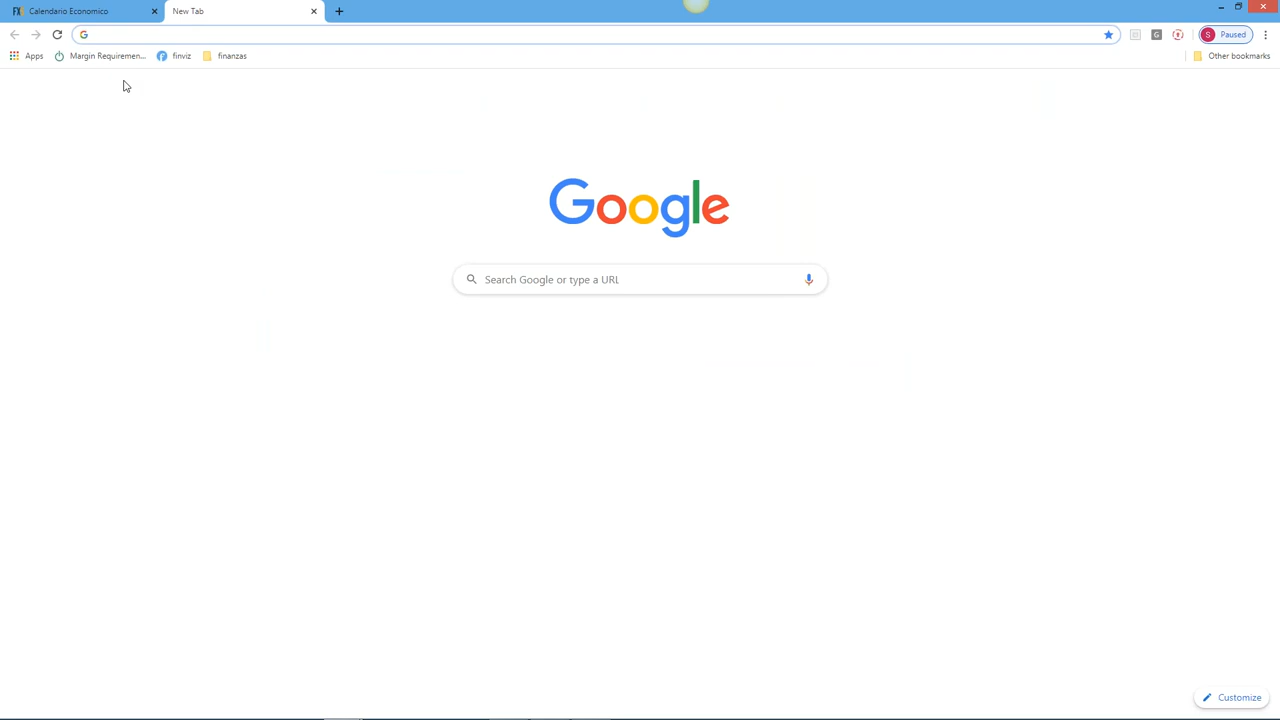 FX Calendario Economico
New Tab
G
G
S Paused
Apps
Margin Requiremen...
finviz
finanzas
Other bookmarks
Google
Search Google or type a URL
Customize